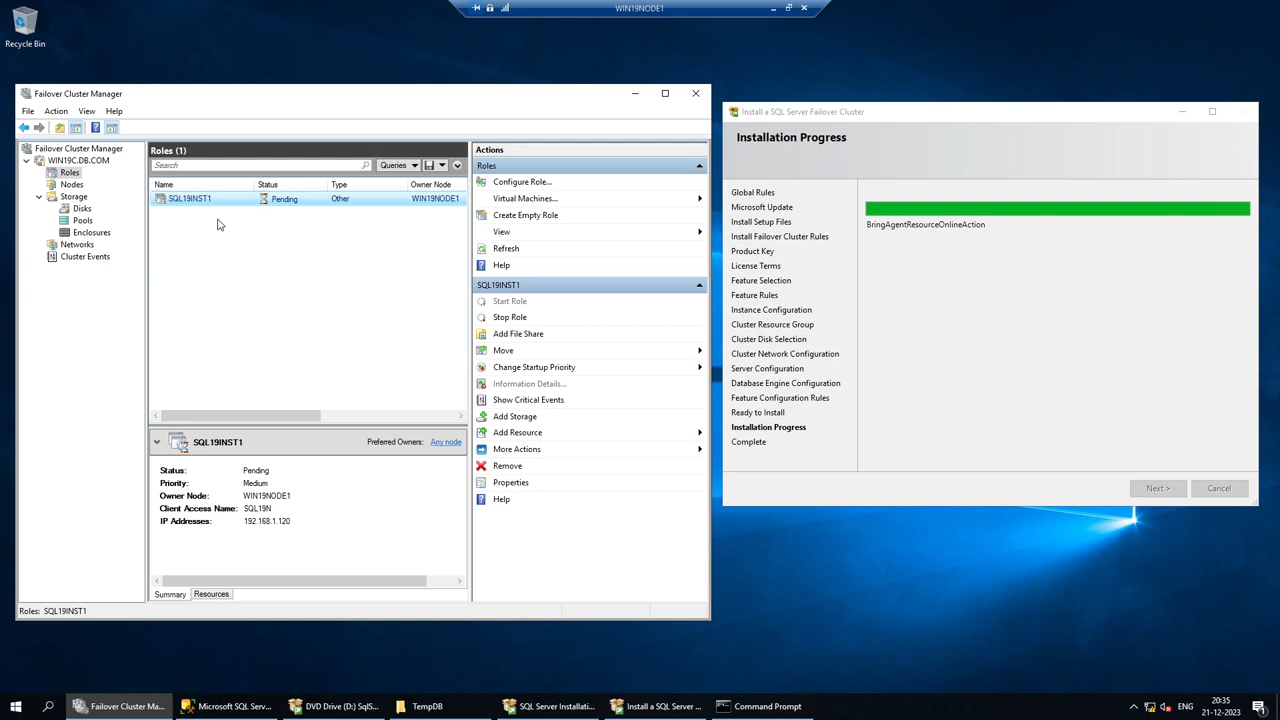 WIN19NODE1
Recycle Bin
Failover Cluster Manager
File Action View Help
Failover Cluster Manager
WIN19C.DB.COM
Roles
Nodes
Storage
Disks
Pools
Enclosures
Networks
Cluster Events
Roles (1)
Search
Queries
Name Status Type Owner Node
SQL19INST1 Pending Other WIN19NODE1
SQL19INST1 Preferred Owners: Any node
Status: Pending
Priority: Medium
Owner Node: WIN19NODE1
Client Access Name: SQL19N
IP Addresses: 192.168.1.120
Summary Resources
Actions
Roles
Configure Role...
Virtual Machines...
Create Empty Role
View
Refresh
Help
SQL19INST1
Start Role
Stop Role
Add File Share
Move
Change Startup Priority
Information Details...
Show Critical Events
Add Storage
Add Resource
More Actions
Remove
Properties
Help
Roles: SQL19INST1
Install a SQL Server Failover Cluster
Installation Progress
Global Rules
Microsoft Update
Install Setup Files
Install Failover Cluster Rules
Product Key
License Terms
Feature Selection
Feature Rules
Instance Configuration
Cluster Resource Group
Cluster Disk Selection
Cluster Network Configuration
Server Configuration
Database Engine Configuration
Feature Configuration Rules
Ready to Install
Installation Progress
Complete
BringAgentResourceOnlineAction
Next > Cancel
Failover Cluster Ma... Microsoft SQL Serv... DVD Drive (D:) SqlS... TempDB SQL Server Installati... Install a SQL Server ... Command Prompt ENG
20:35
21-12-2023
1